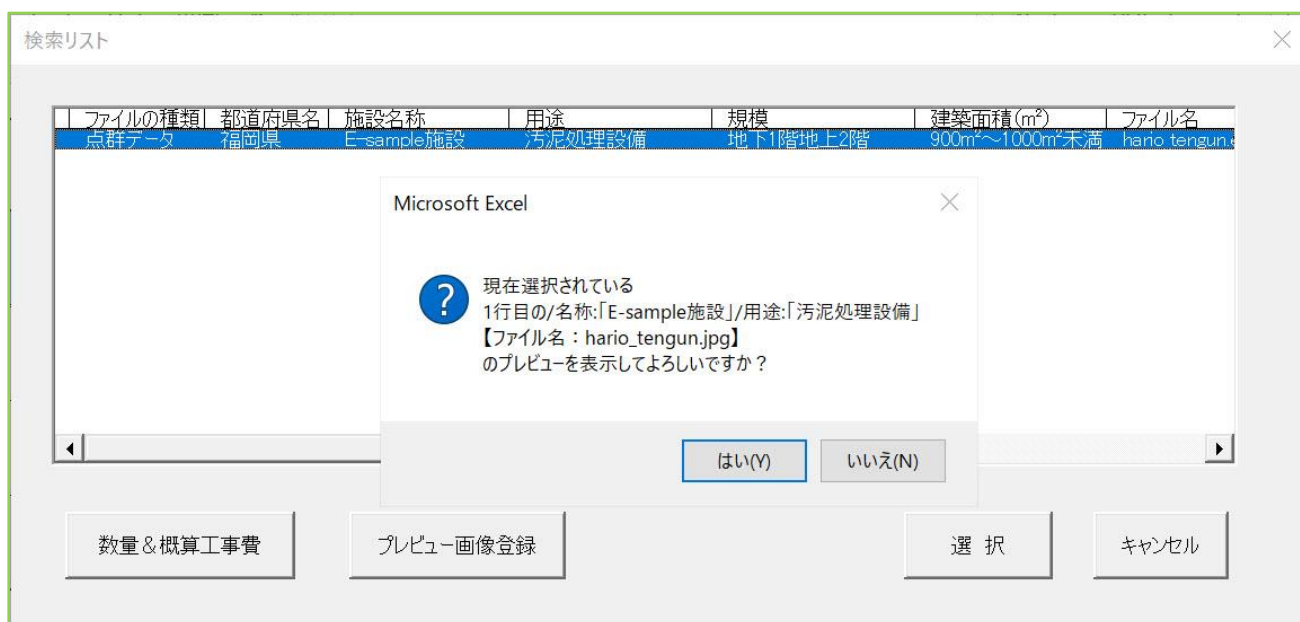 検索リスト
ファイルの種類 都道府県名 施設名称 用途 規模 建築面積(m²) ファイル名
点群データ 福岡県 E-sample施設 汚泥処理設備 地下1階地上2階 900m²～1000m²未満 hario tengun.
Microsoft Excel
現在選択されている
1行目の/名称:「E-sample施設」/用途:「汚泥処理設備」
【ファイル名：hario_tengun.jpg】
のプレビューを表示してよろしいですか？
はい(Y) いいえ(N)
数量＆概算工事費 プレビュー画像登録 選 択 キャンセル